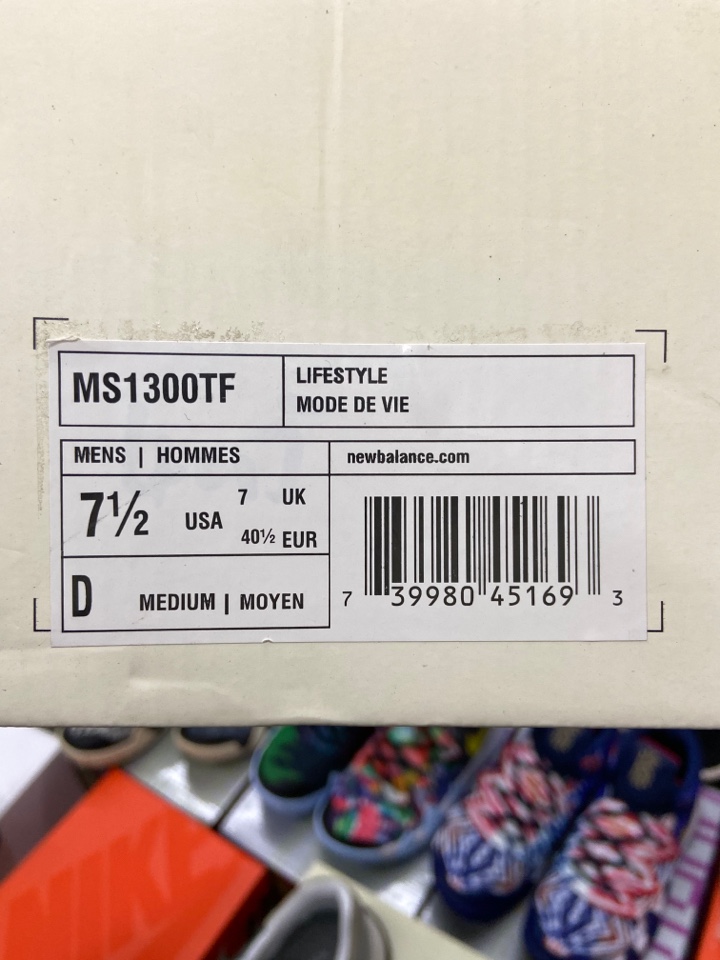 MS1300TF
LIFESTYLE
MODE DE VIE
MENS | HOMMES
newbalance.com
7½ USA
7 UK
40½ EUR
D MEDIUM | MOYEN
7 39980 45169 3
NIKE